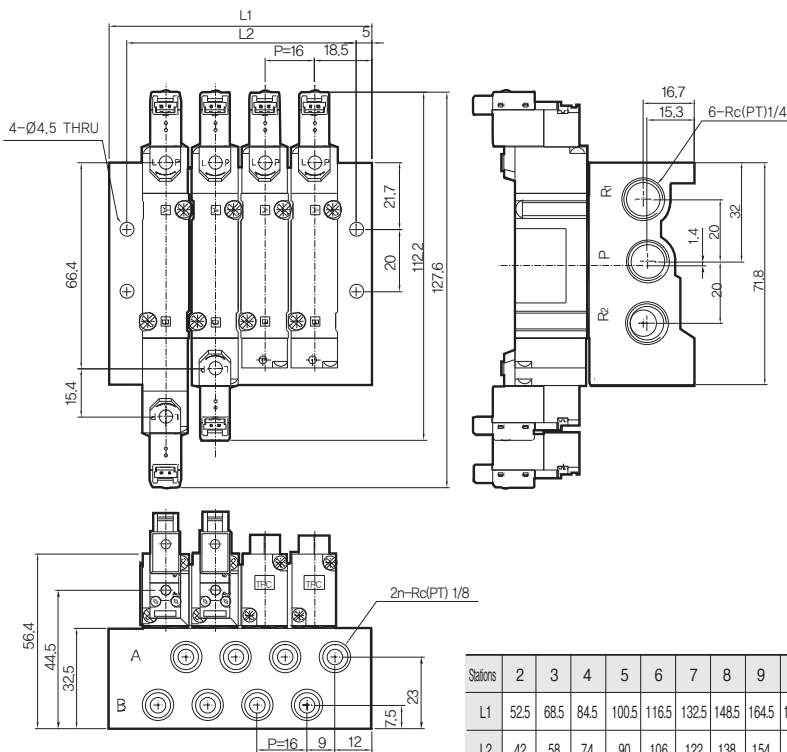 L1
L2
5
P=16
18.5
4-Ø4.5 THRU
66.4
15.4
21.7
20
112.2
127.6
L P
L P
L P
L P
A
A
A
A
B
B
B
B
16.7
15.3
6-Rc(PT)1/4
R1
P
R2
1.4
20
20
32
71.8
TPC
TPC
2n-Rc(PT) 1/8
56.4
44.5
32.5
A
B
23
7.5
P=16
9
12
Stations 2 3 4 5 6 7 8 9
L1 52.5 68.5 84.5 100.5 116.5 132.5 148.5 164.5
L2 42 58 74 90 106 122 138 154